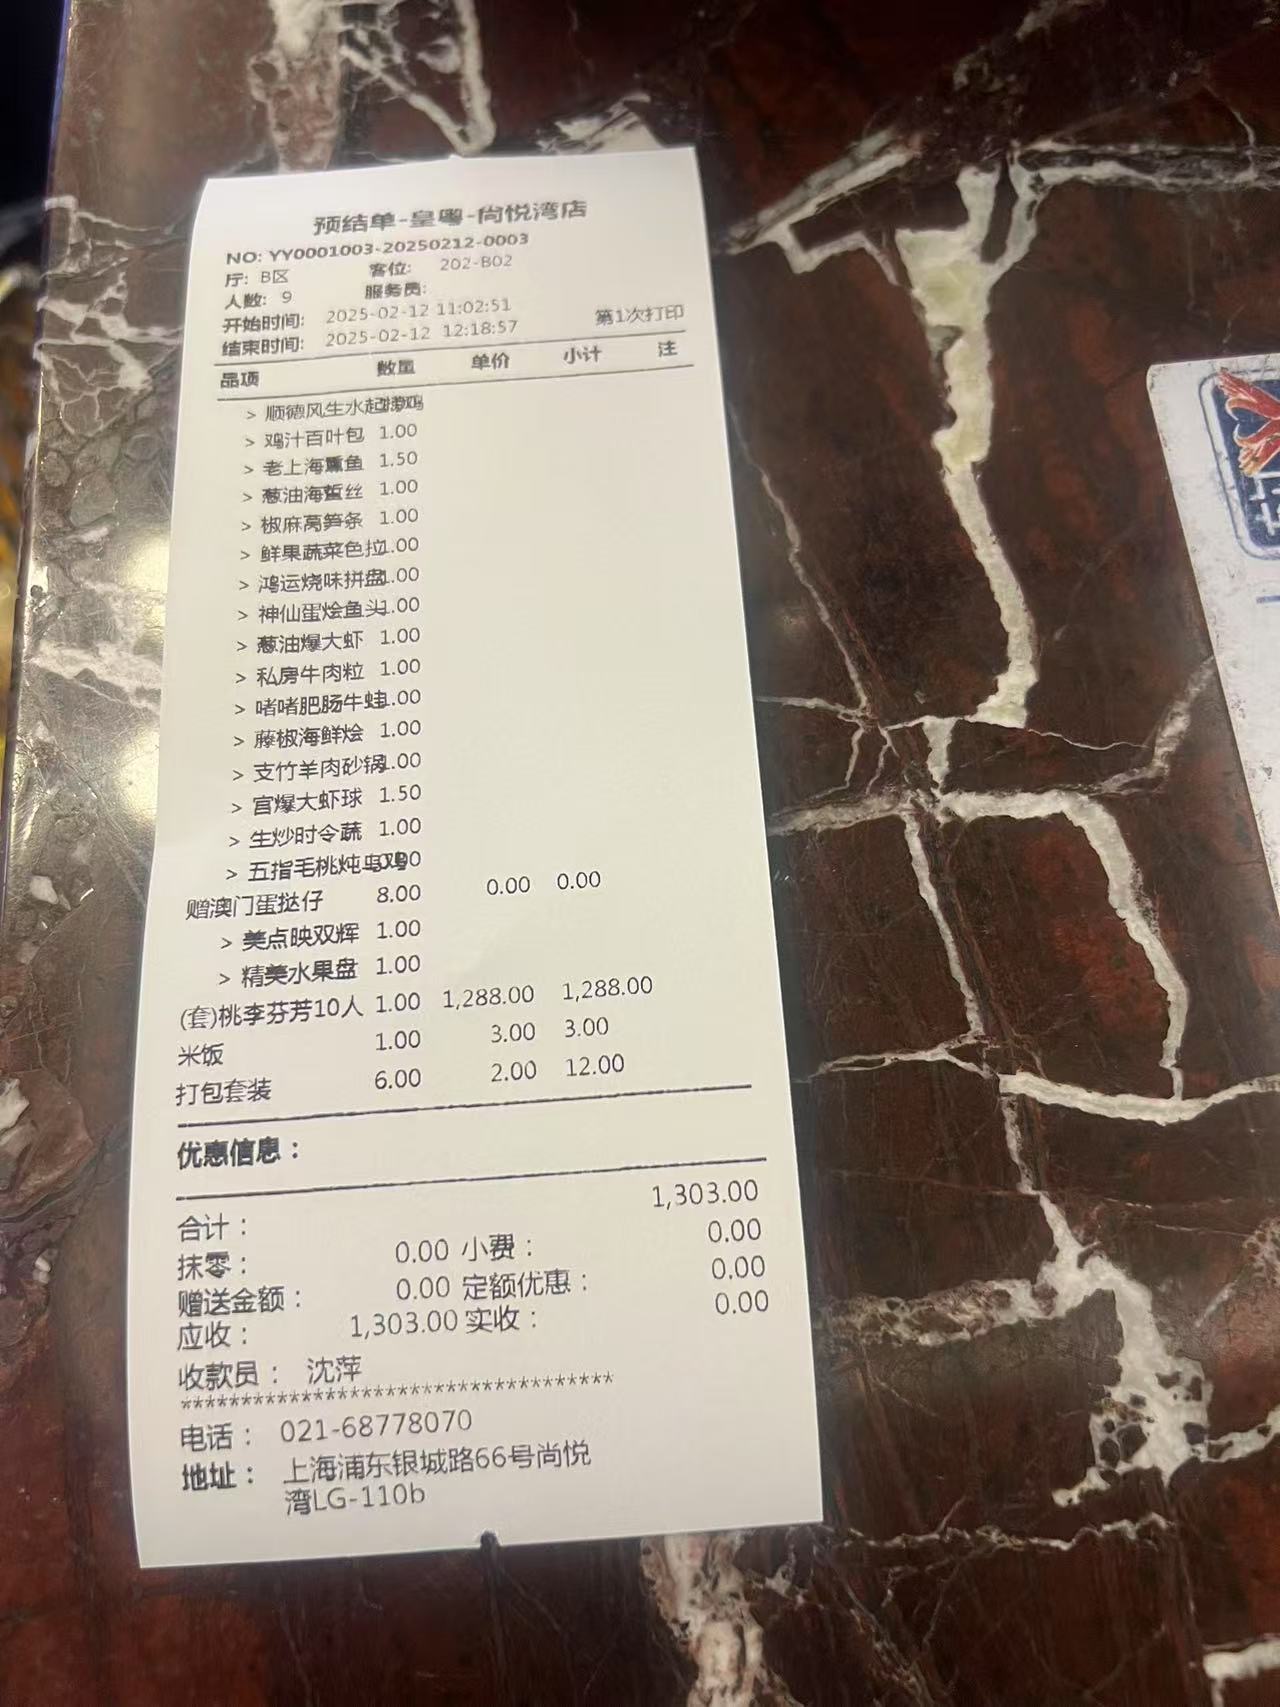 预结单-皇粤-尚悦湾店
NO: YY0001003-20250212-0003
厅: B区 客位: 202-B02
人数: 9 服务员:
开始时间: 2025-02-12 11:02:51
结束时间: 2025-02-12 12:18:57 第1次打印
品项 数量 单价 小计 注
> 顺德风生水起捞鸡
> 鸡汁百叶包 1.00
> 老上海熏鱼 1.50
> 葱油海蜇丝 1.00
> 椒麻莴笋条 1.00
> 鲜果蔬菜色拉 1.00
> 鸿运烧味拼盘 1.00
> 神仙蛋烩鱼头 1.00
> 葱油爆大虾 1.00
> 私房牛肉粒 1.00
> 啫啫肥肠牛蛙 1.00
> 藤椒海鲜烩 1.00
> 支竹羊肉砂锅 1.00
> 宫爆大虾球 1.50
> 生炒时令蔬 1.00
> 五指毛桃炖乌鸡
赠澳门蛋挞仔 8.00 0.00 0.00
> 美点映双辉 1.00
> 精美水果盘 1.00
(套)桃李芬芳10人 1.00 1,288.00 1,288.00
米饭 1.00 3.00 3.00
打包套装 6.00 2.00 12.00
优惠信息：
合计： 1,303.00
抹零： 0.00 小费： 0.00
赠送金额： 0.00 定额优惠： 0.00
应收： 1,303.00 实收： 0.00
收款员： 沈萍
************************************
电话： 021-68778070
地址： 上海浦东银城路66号尚悦
湾LG-110b